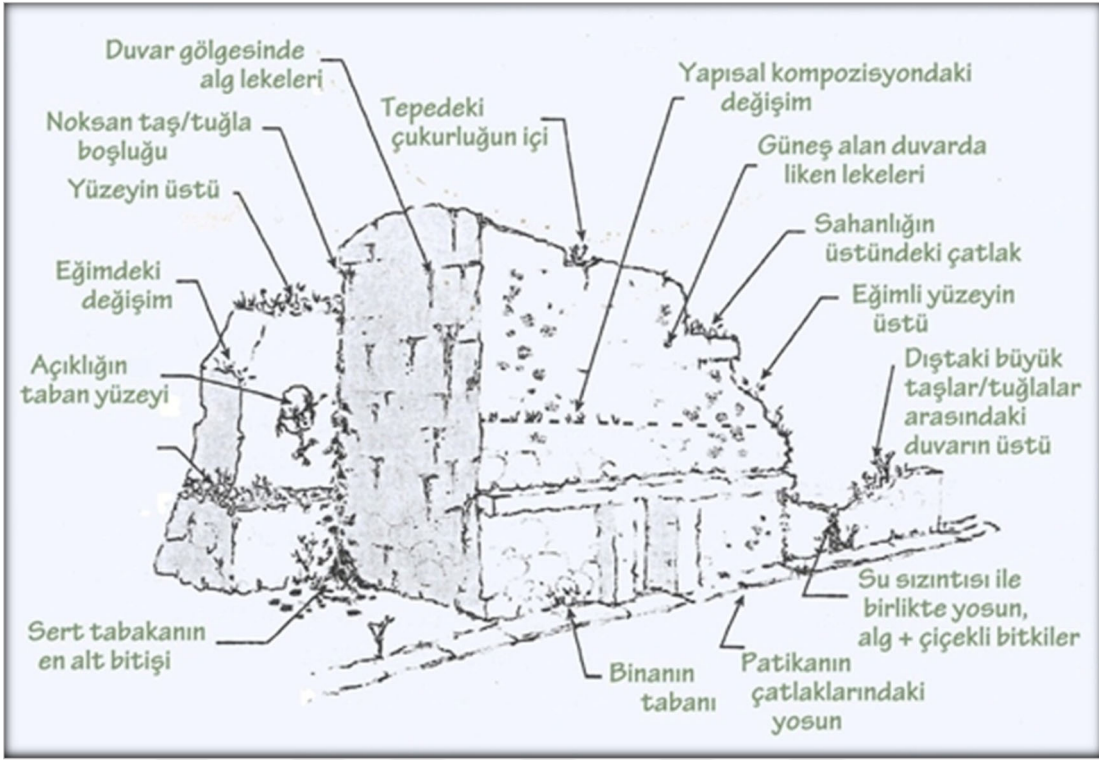 Duvar gölgesinde
alg lekeleri
Noksan taş/tuğla
boşluğu
Yüzeyin üstü
Eğimdeki
değişim
Açıklığın
taban yüzeyi
Sert tabakanın
en alt bitişi
Tepedeki
çukurluğun içi
Yapısal kompozisyondaki
değişim
Güneş alan duvarda
liken lekeleri
Sahanlığın
üstündeki çatlak
Eğimli yüzeyin
üstü
Dıştaki büyük
taşlar/tuğlalar
arasındaki
duvarın üstü
Su sızıntısı ile
birlikte yosun,
alg + çiçekli bitkiler
Patikanın
çatlaklarındaki
yosun
Binanın
tabanı